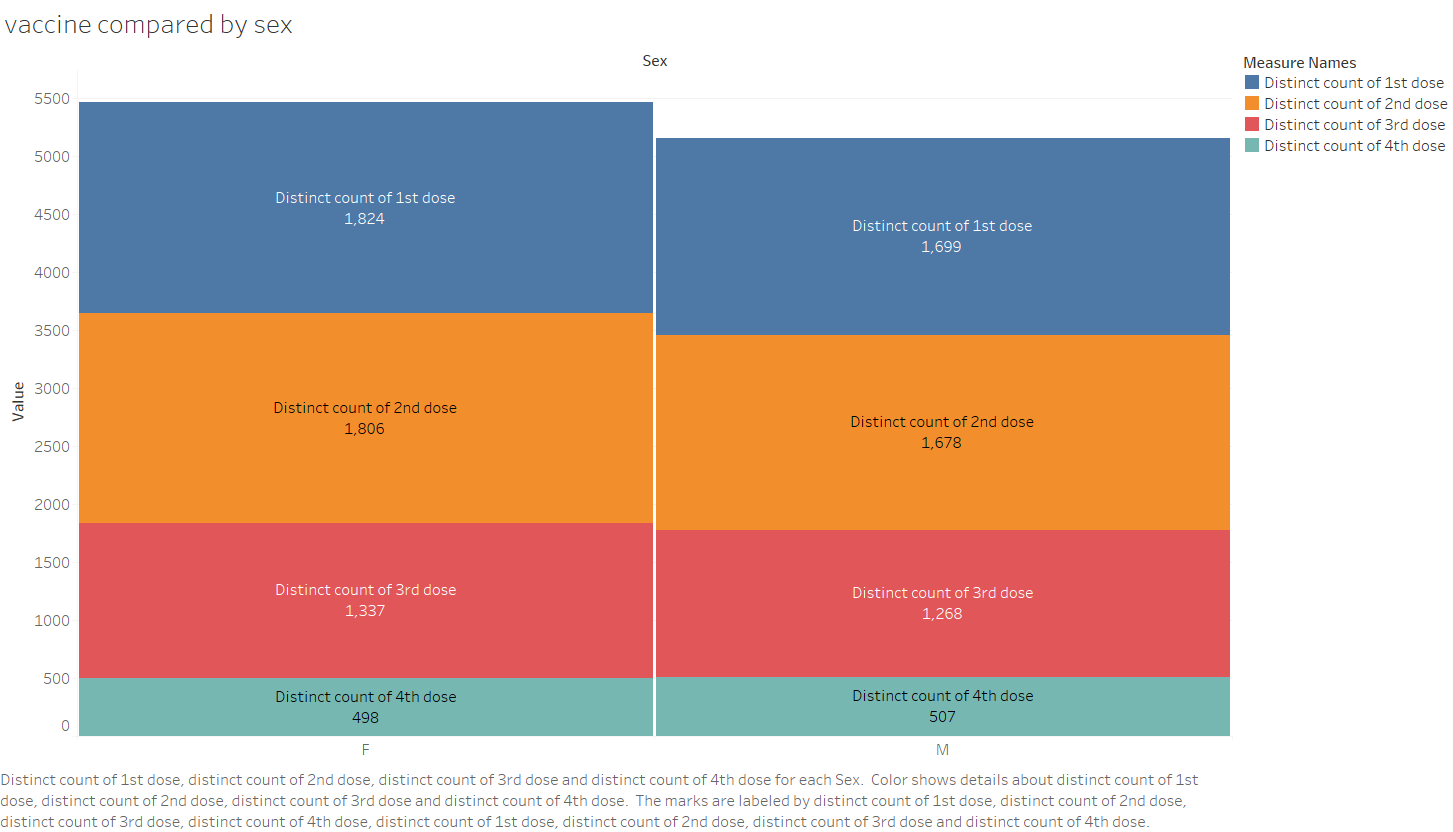 vaccine compared by sex
Sex
Measure Names
Distinct count of 1st dose
Distinct count of 2nd dose
Distinct count of 3rd dose
Distinct count of 4th dose
Value
5500
5000
4500
4000
3500
3000
2500
2000
1500
1000
500
0
Distinct count of 1st dose
1,824
Distinct count of 2nd dose
1,806
Distinct count of 3rd dose
1,337
Distinct count of 4th dose
498
Distinct count of 1st dose
1,699
Distinct count of 2nd dose
1,678
Distinct count of 3rd dose
1,268
Distinct count of 4th dose
507
F
M
Distinct count of 1st dose, distinct count of 2nd dose, distinct count of 3rd dose and distinct count of 4th dose for each Sex.  Color shows details about distinct count of 1st
dose, distinct count of 2nd dose, distinct count of 3rd dose and distinct count of 4th dose.  The marks are labeled by distinct count of 1st dose, distinct count of 2nd dose,
distinct count of 3rd dose, distinct count of 4th dose, distinct count of 1st dose, distinct count of 2nd dose, distinct count of 3rd dose and distinct count of 4th dose.